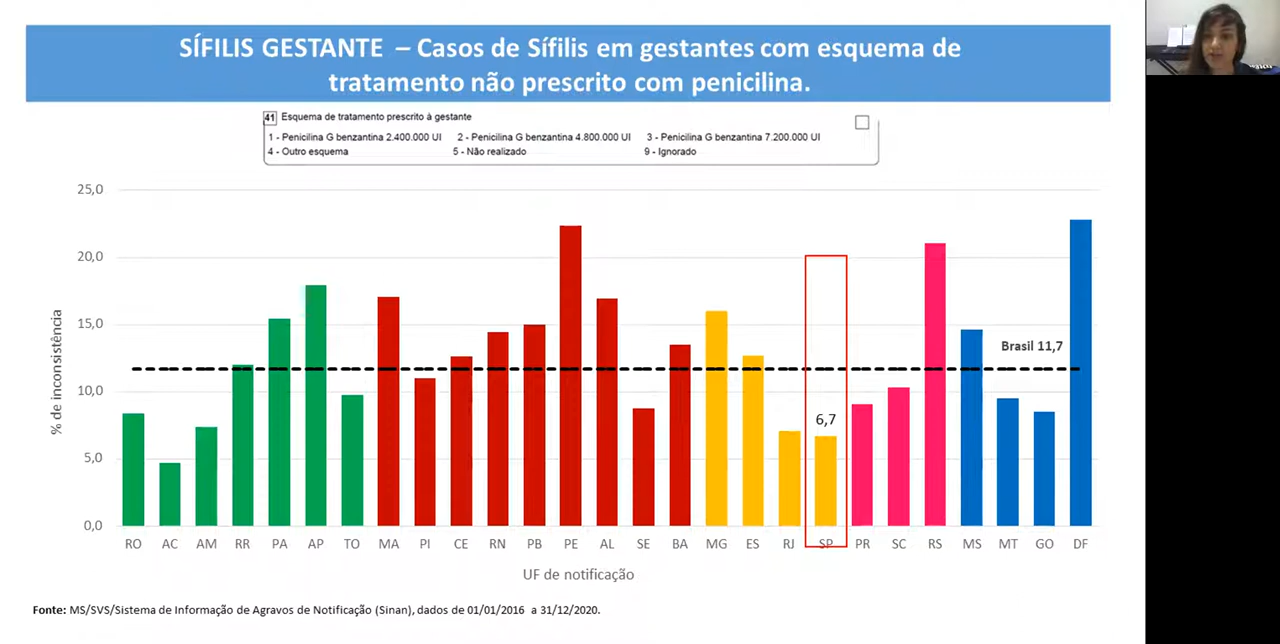 SÍFILIS GESTANTE – Casos de Sífilis em gestantes com esquema de
tratamento não prescrito com penicilina.
41 Esquema de tratamento prescrito à gestante
1 - Penicilina G benzantina 2.400.000 UI 2 - Penicilina G benzantina 4.800.000 UI 3 - Penicilina G benzantina 7.200.000 UI
4 - Outro esquema 5 - Não realizado 9 - Ignorado
% de inconsistência
25,0
20,0
15,0
10,0
5,0
0,0
Brasil 11,7
6,7
RO AC AM RR PA AP TO MA PI CE RN PB PE AL SE BA MG ES RJ SP PR SC RS MS MT GO DF
UF de notificação
Fonte: MS/SVS/Sistema de Informação de Agravos de Notificação (Sinan), dados de 01/01/2016 a 31/12/2020.